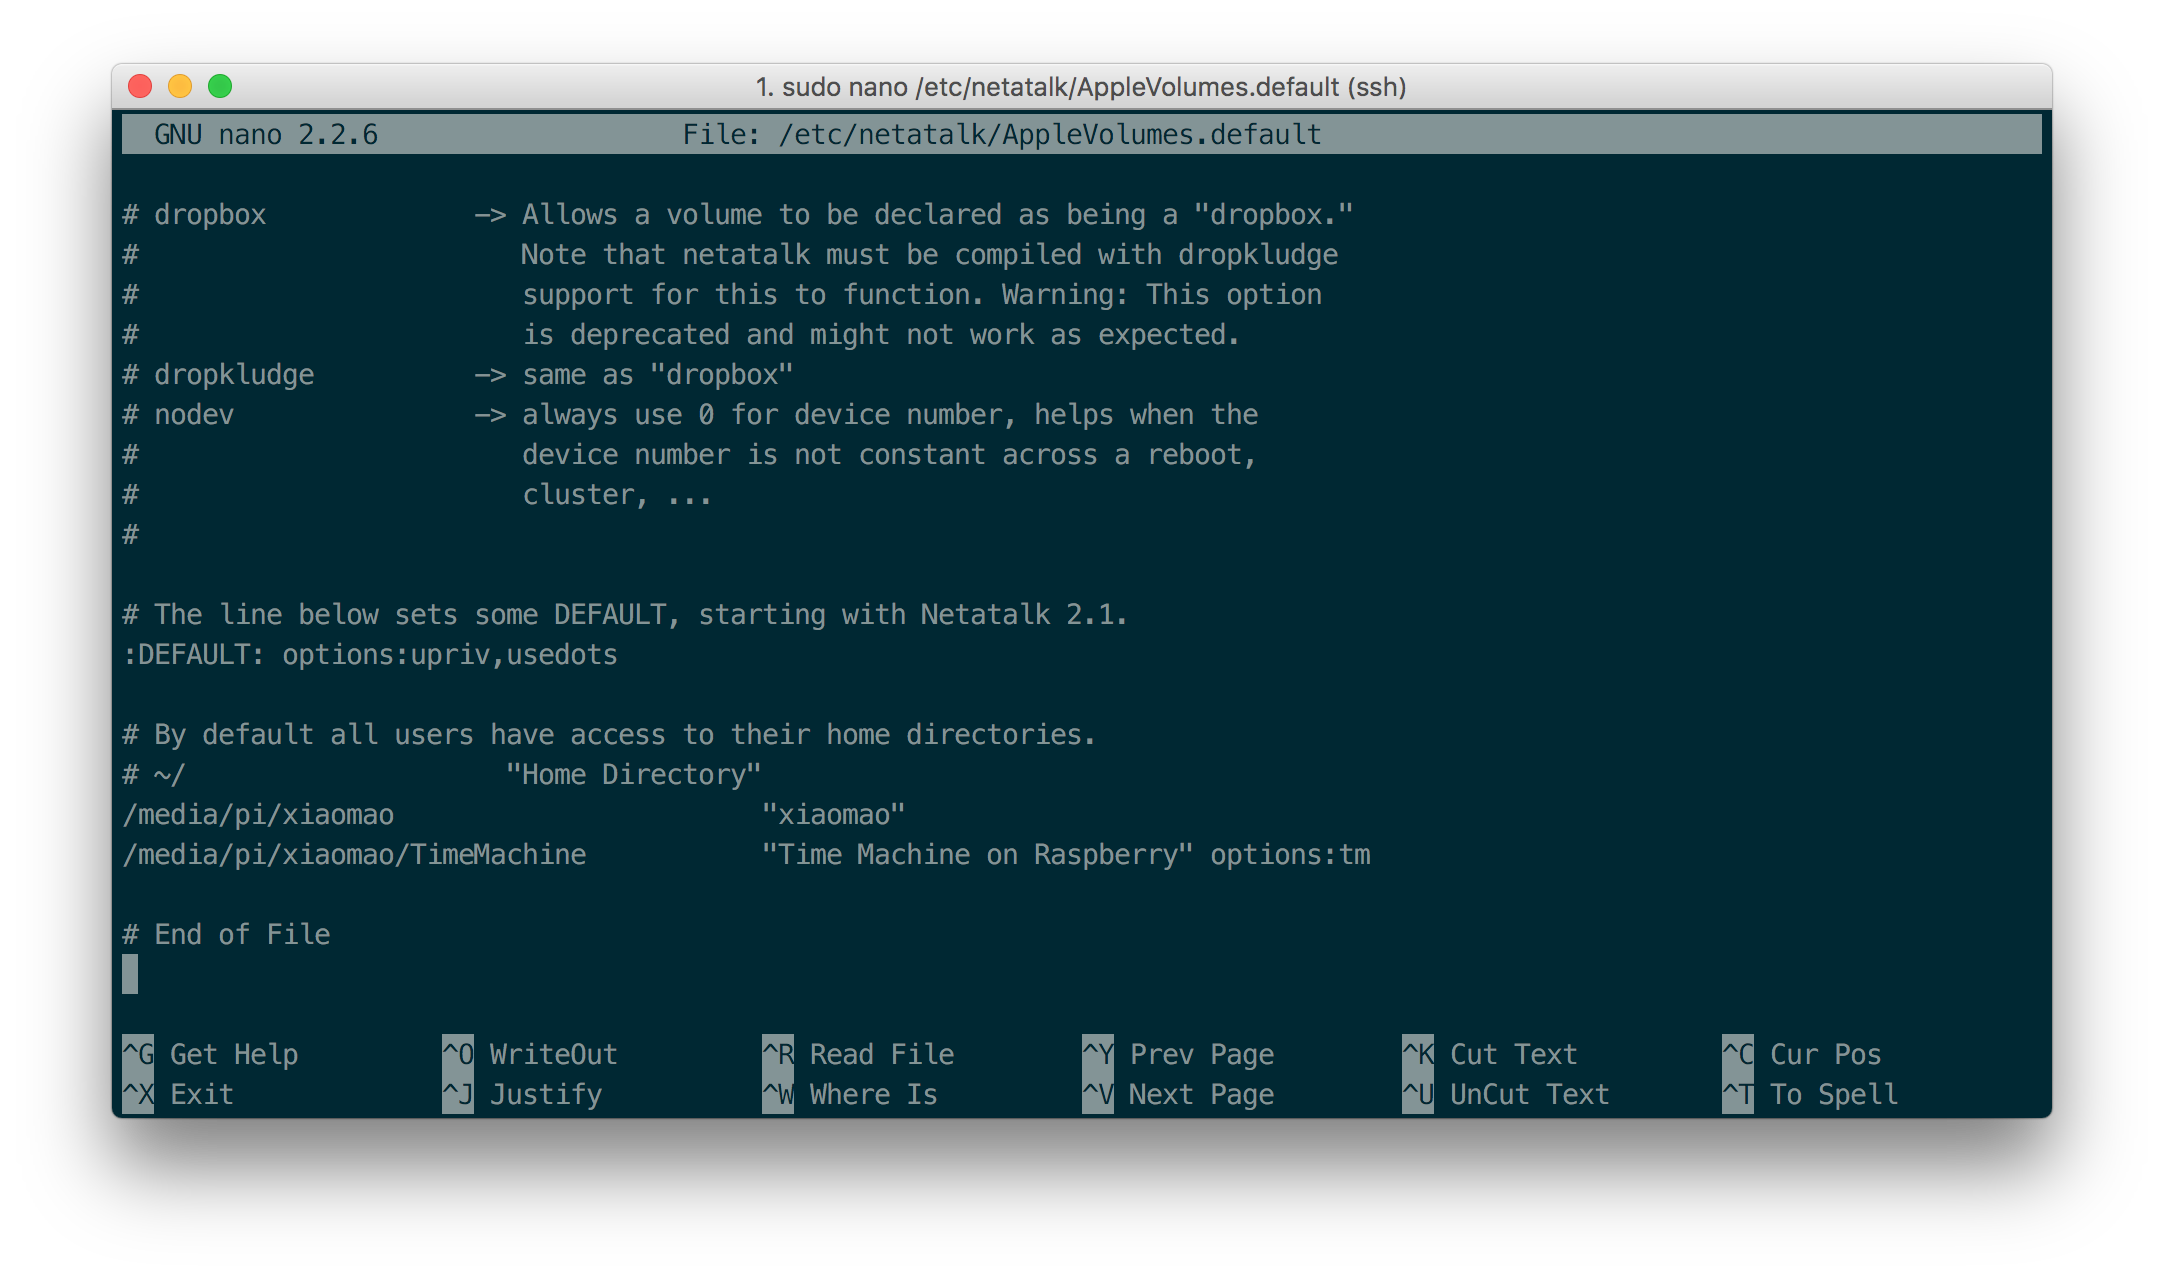 1. sudo nano /etc/netatalk/AppleVolumes.default (ssh)
GNU nano 2.2.6 File: /etc/netatalk/AppleVolumes.default
# dropbox -> Allows a volume to be declared as being a "dropbox."
# Note that netatalk must be compiled with dropkludge
# support for this to function. Warning: This option
# is deprecated and might not work as expected.
# dropkludge -> same as "dropbox"
# nodev -> always use 0 for device number, helps when the
# device number is not constant across a reboot,
# cluster, ...
#
# The line below sets some DEFAULT, starting with Netatalk 2.1.
:DEFAULT: options:upriv,usedots
# By default all users have access to their home directories.
# ~/ "Home Directory"
/media/pi/xiaomao "xiaomao"
/media/pi/xiaomao/TimeMachine "Time Machine on Raspberry" options:tm
# End of File
^G Get Help ^O WriteOut ^R Read File ^Y Prev Page ^K Cut Text ^C Cur Pos
^X Exit ^J Justify ^W Where Is ^V Next Page ^U UnCut Text ^T To Spell